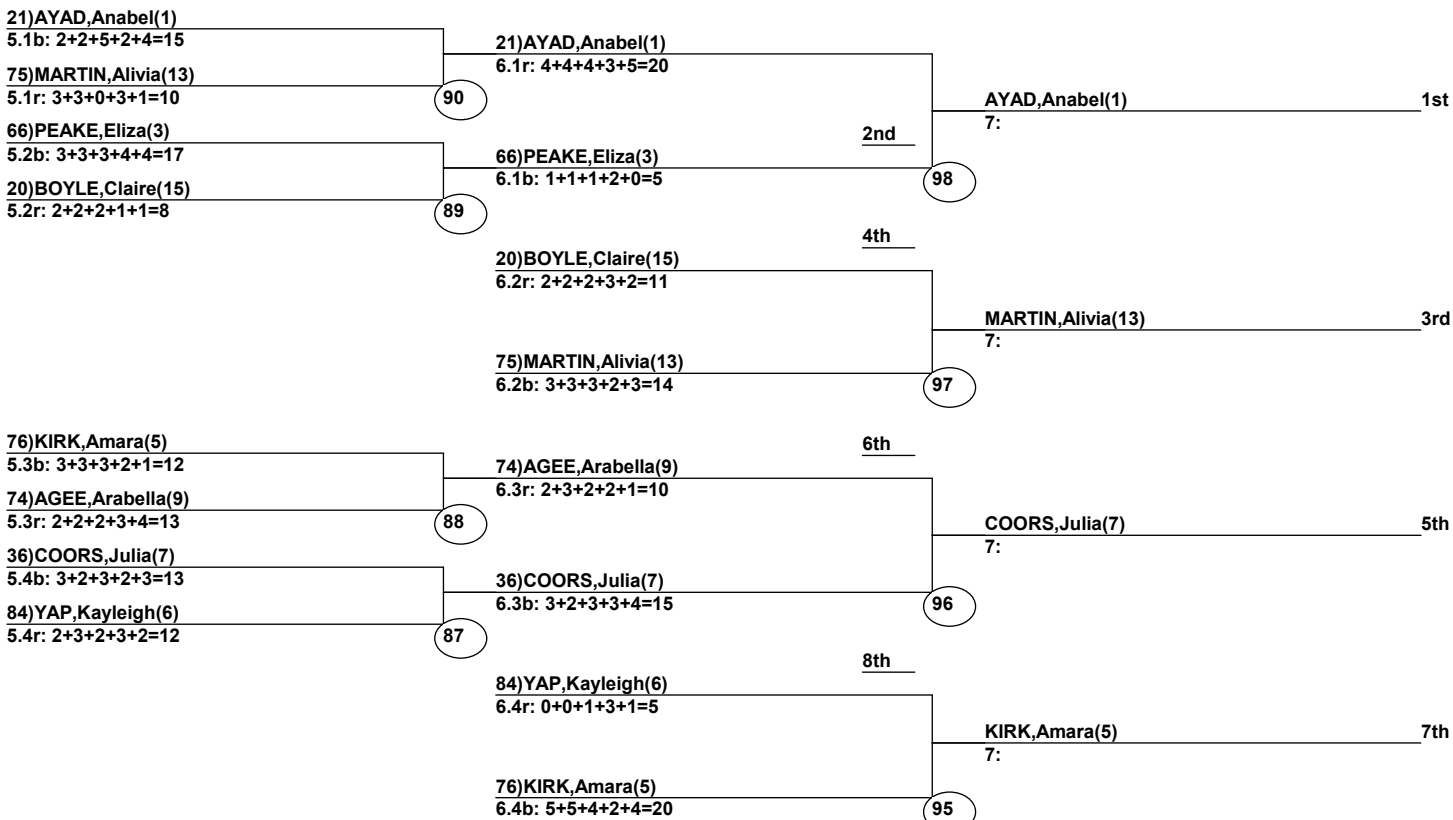 21)AYAD,Anabel(1)
5.1b: 2+2+5+2+4=15
75)MARTIN,Alivia(13)
5.1r: 3+3+0+3+1=10
90
66)PEAKE,Eliza(3)
5.2b: 3+3+3+4+4=17
20)BOYLE,Claire(15)
5.2r: 2+2+2+1+1=8
89
76)KIRK,Amara(5)
5.3b: 3+3+3+2+1=12
74)AGEE,Arabella(9)
5.3r: 2+2+2+3+4=13
88
36)COORS,Julia(7)
5.4b: 3+2+3+2+3=13
84)YAP,Kayleigh(6)
5.4r: 2+3+2+3+2=12
87
21)AYAD,Anabel(1)
6.1r: 4+4+4+3+5=20
2nd
66)PEAKE,Eliza(3)
6.1b: 1+1+1+2+0=5
98
4th
20)BOYLE,Claire(15)
6.2r: 2+2+2+3+2=11
75)MARTIN,Alivia(13)
6.2b: 3+3+3+2+3=14
97
6th
74)AGEE,Arabella(9)
6.3r: 2+3+2+2+1=10
36)COORS,Julia(7)
6.3b: 3+2+3+3+4=15
96
8th
84)YAP,Kayleigh(6)
6.4r: 0+0+1+3+1=5
76)KIRK,Amara(5)
6.4b: 5+5+4+2+4=20
95
AYAD,Anabel(1) 1st
7:
MARTIN,Alivia(13) 3rd
7:
COORS,Julia(7) 5th
7:
KIRK,Amara(5) 7th
7: